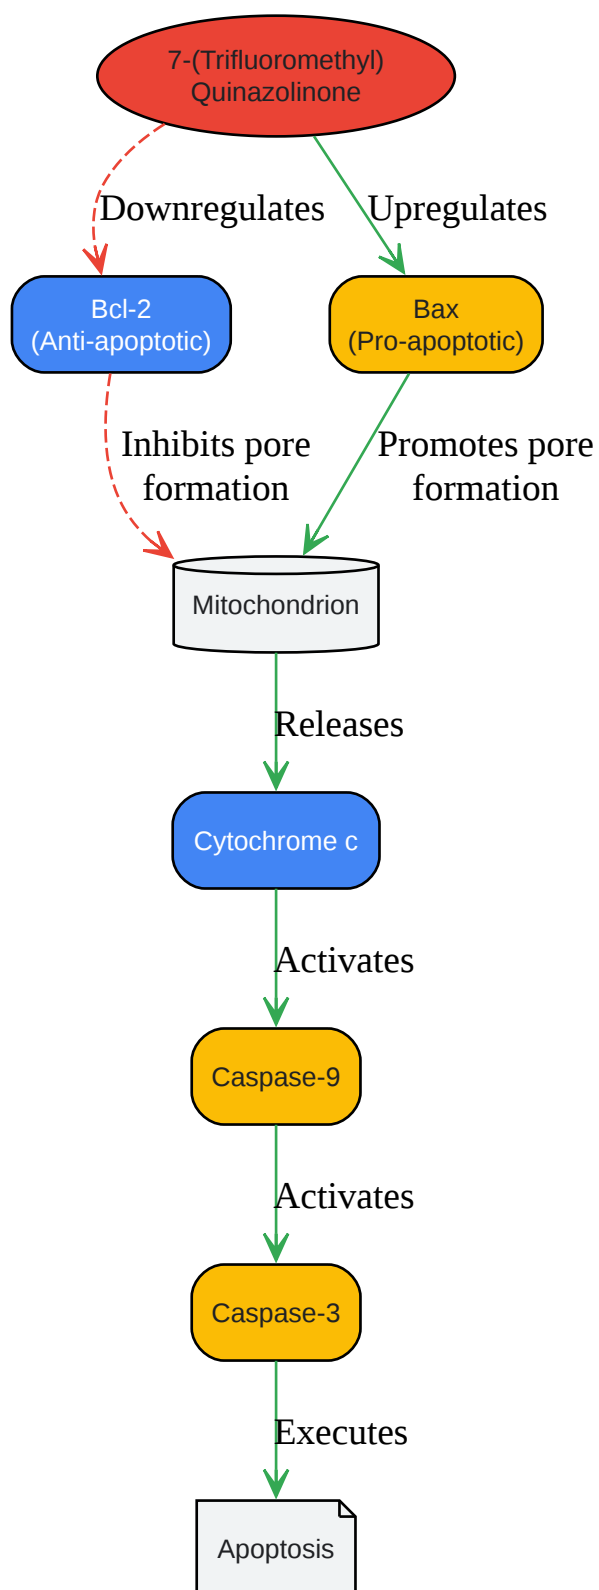 7-(Trifluoromethyl)
Quinazolinone
Downregulates
Upregulates
Bcl-2
(Anti-apoptotic)
Bax
(Pro-apoptotic)
Inhibits pore
formation
Promotes pore
formation
Mitochondrion
Releases
Cytochrome c
Activates
Caspase-9
Activates
Caspase-3
Executes
Apoptosis